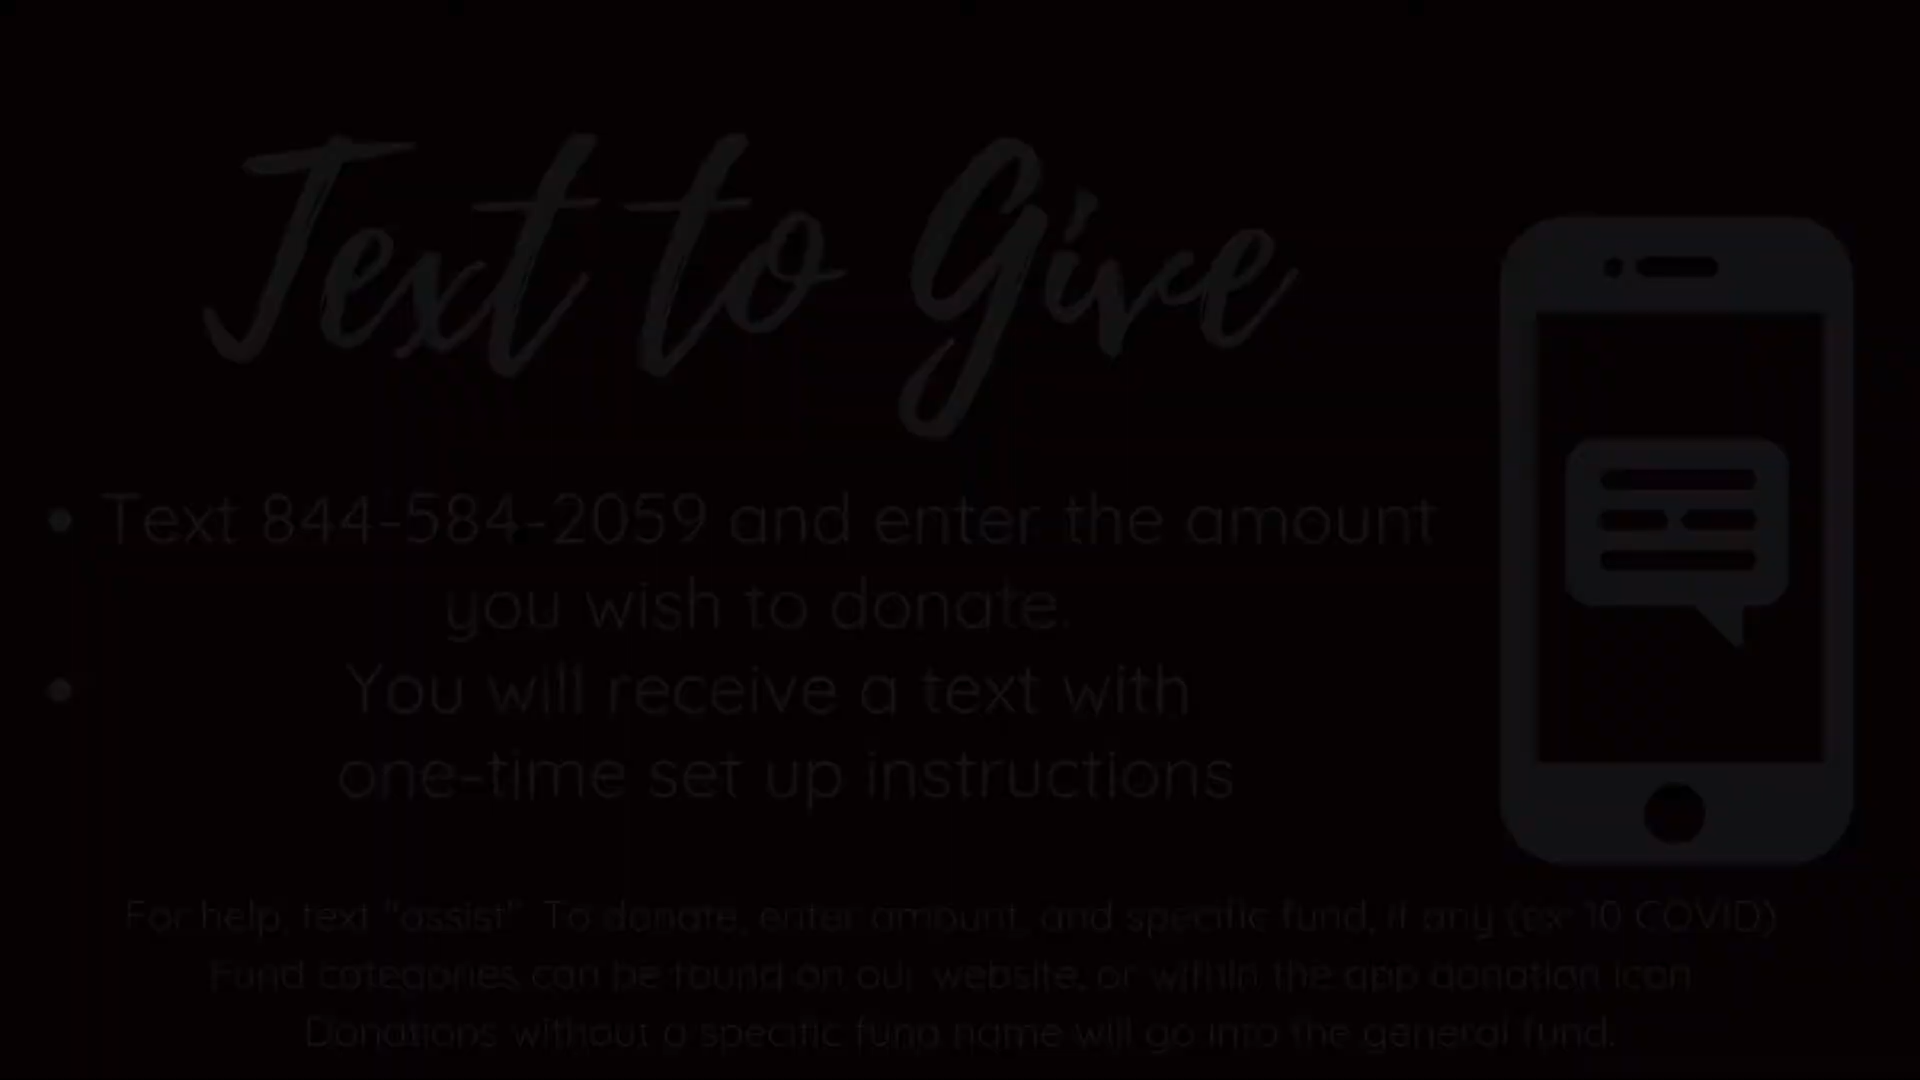 Text to Give
• Text 844-584-2059 and enter the amount
you wish to donate.
• You will receive a text with
one-time set up instructions
For help, text "assist". To donate, enter amount, and specific fund, if any (ex: 10 COVID)
Fund categories can be found on our website, or within the app donation icon
Donations without a specific fund name will go into the general fund.